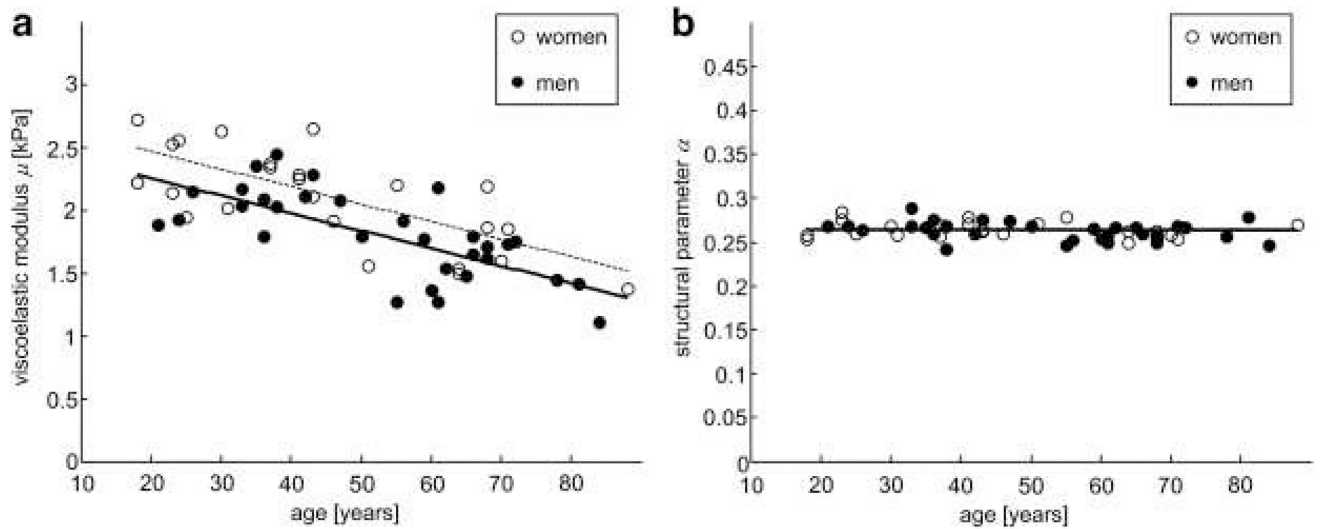 a
women
men
viscoelastic modulus μ [kPa]
3
2.5
2
1.5
1
0.5
0
10 20 30 40 50 60 70 80
age [years]
b
women
men
structural parameter α
0.45
0.4
0.35
0.3
0.25
0.2
0.15
0.1
0.05
0
10 20 30 40 50 60 70 80
age [years]